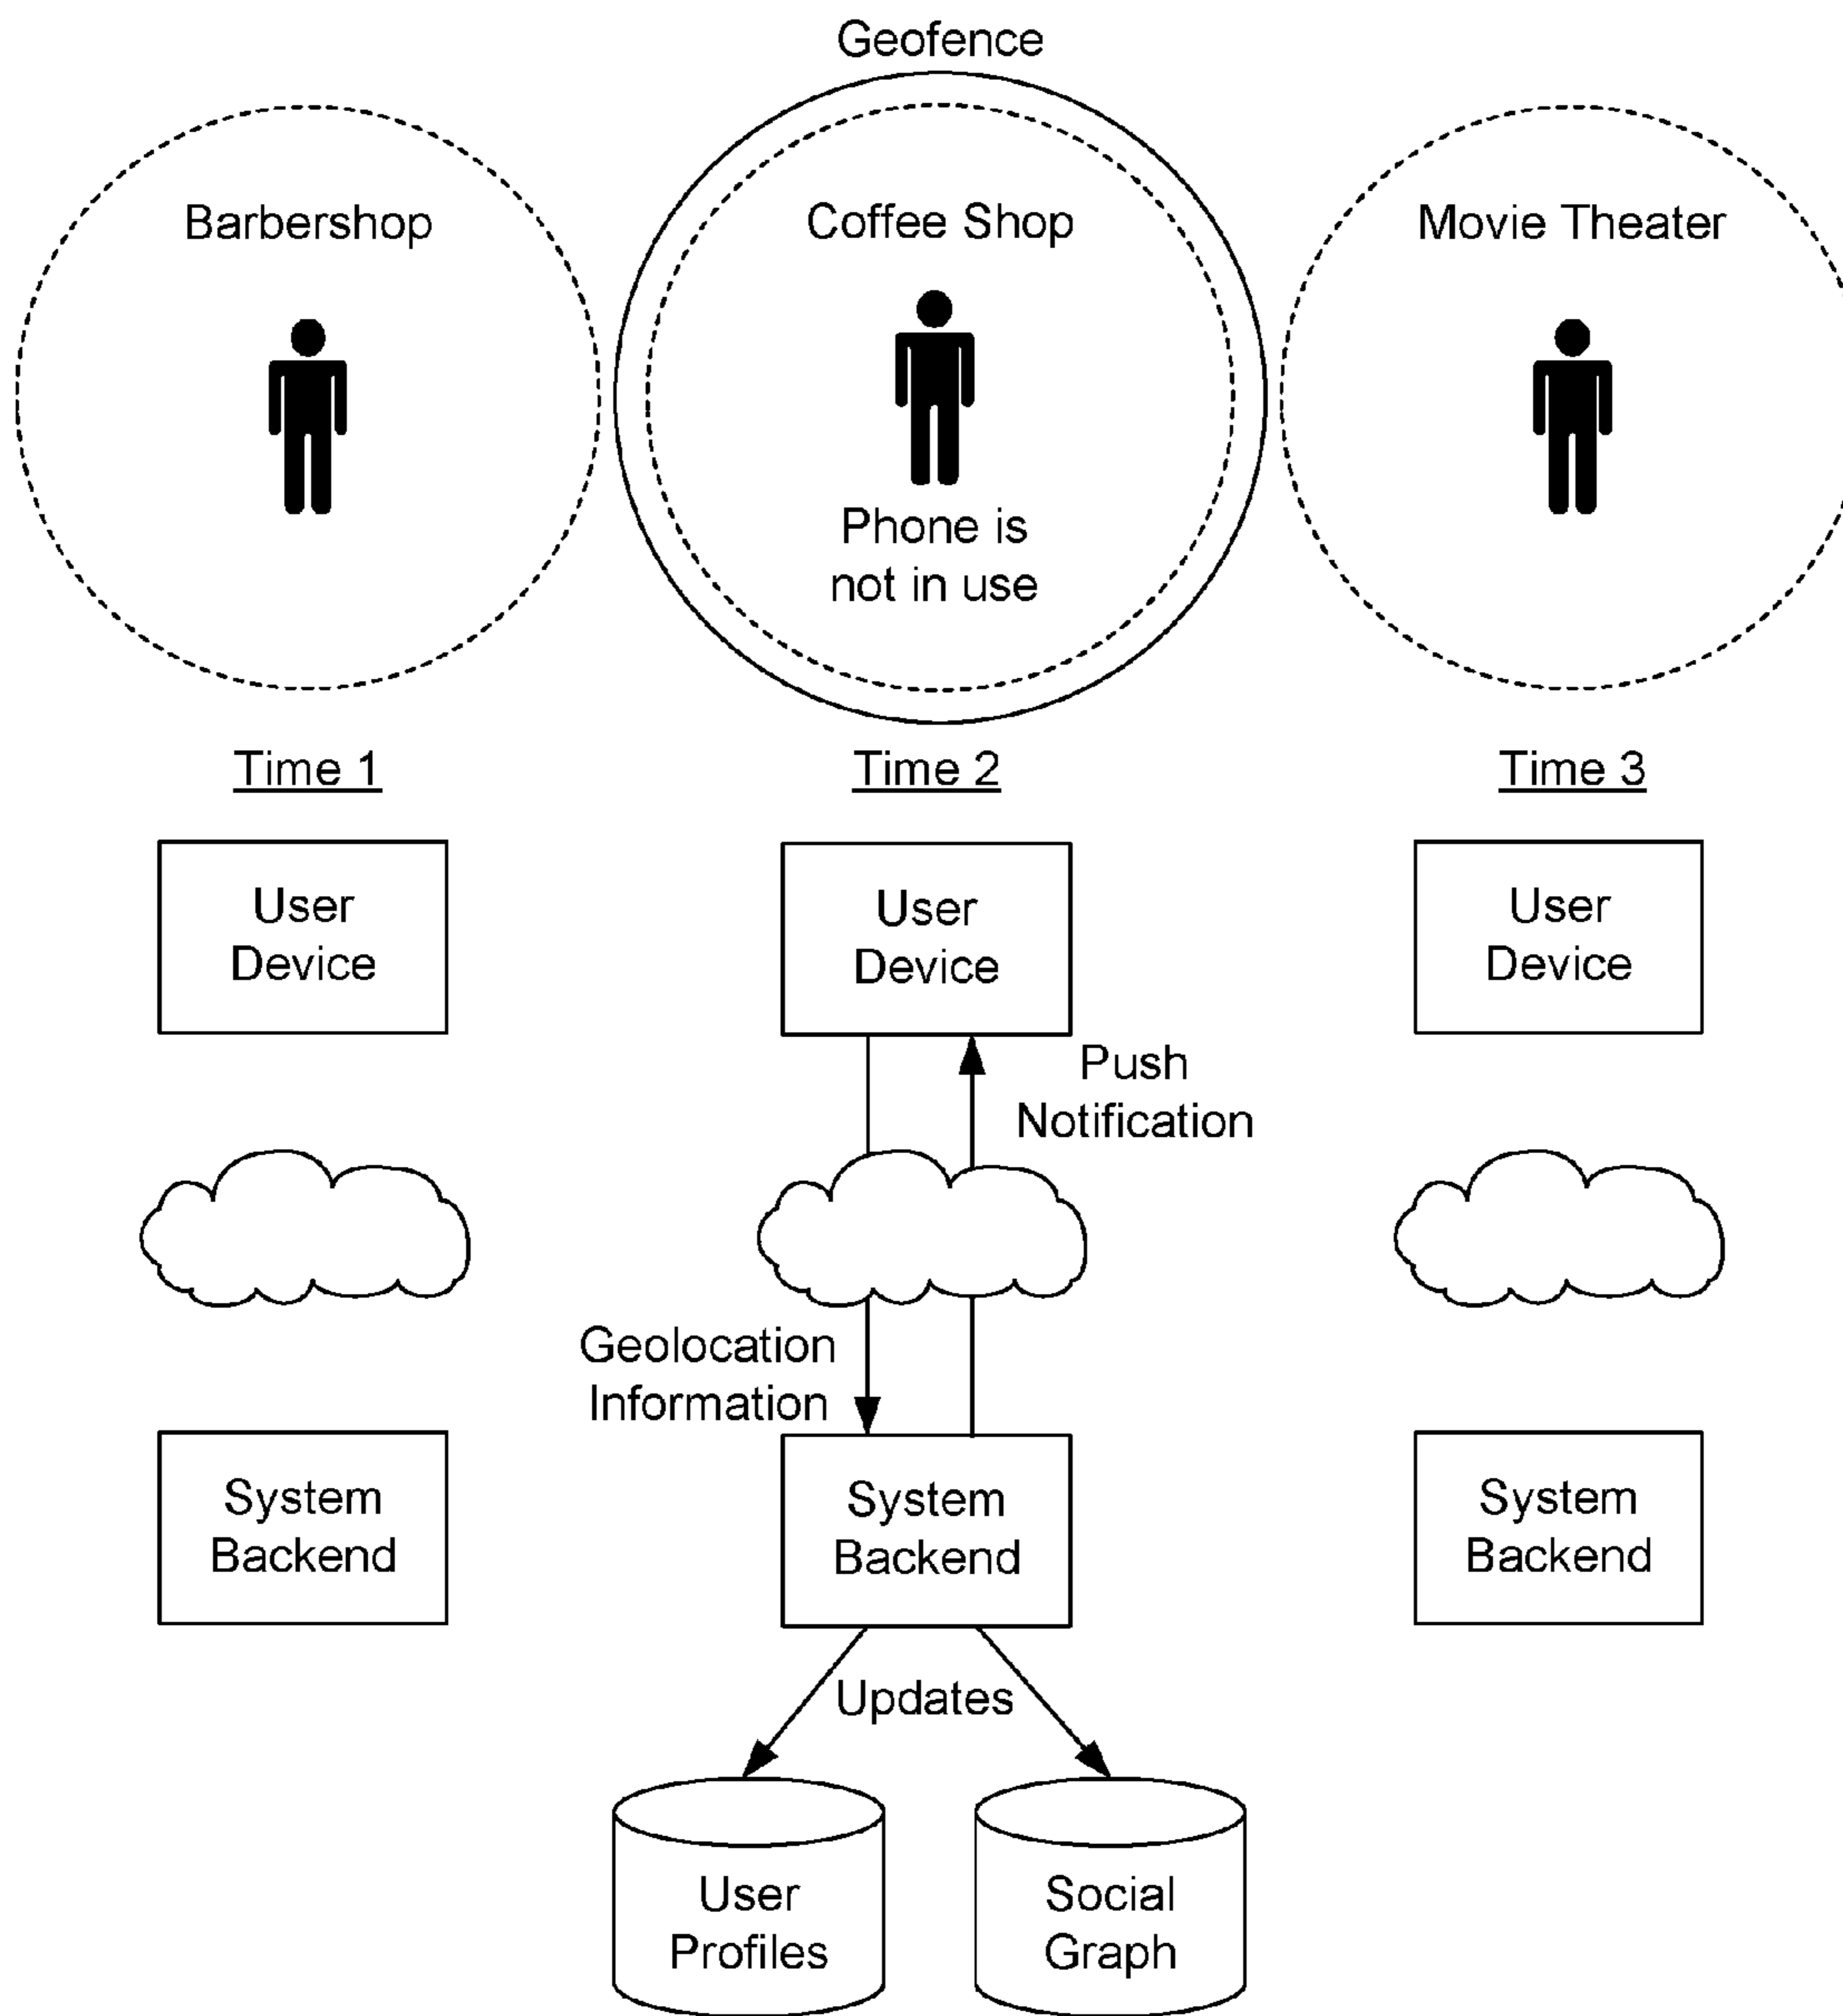 Geofence
Barbershop
Coffee Shop
Movie Theater
Phone is
not in use
Time 1
Time 2
Time 3
User
Device
User
Device
User
Device
Push
Notification
Geolocation
Information
System
Backend
System
Backend
System
Backend
Updates
User
Profiles
Social
Graph